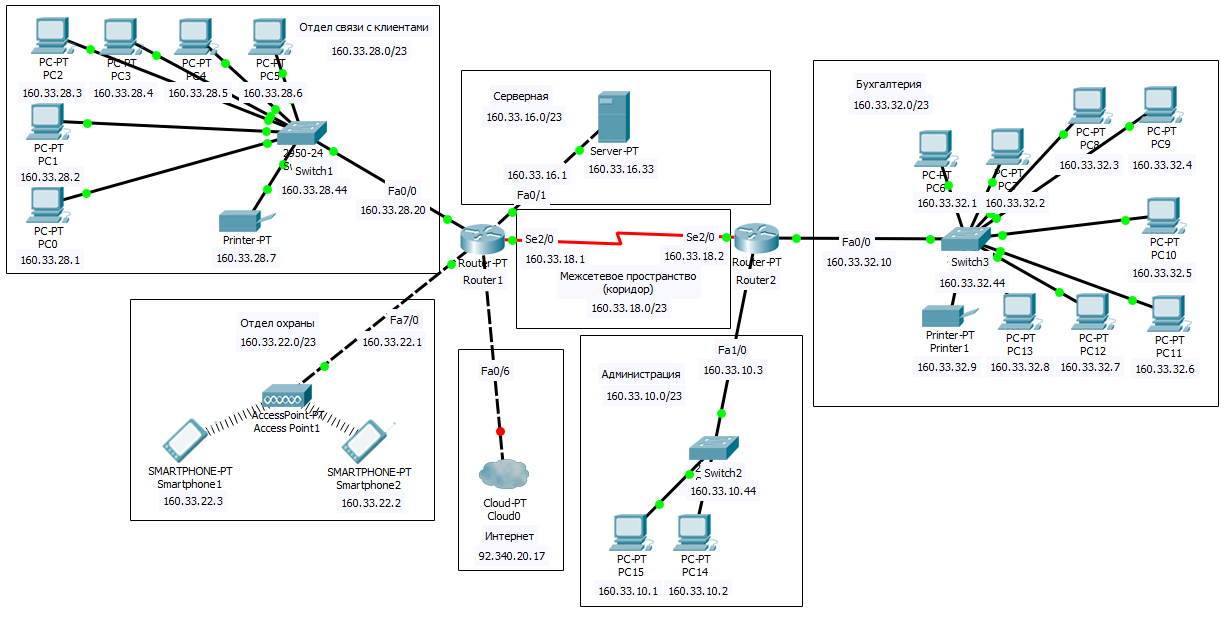 Отдел связи с клиентами
160.33.28.0/23
PC-PT
PC2
160.33.28.3
PC-PT
PC3
160.33.28.4
PC-PT
PC4
160.33.28.5
PC-PT
PC5
160.33.28.6
PC-PT
PC1
160.33.28.2
PC-PT
PC0
160.33.28.1
2950-24
Switch1
160.33.28.44
Printer-PT
160.33.28.7
Fa0/0
160.33.28.20
Серверная
160.33.16.0/23
Server-PT
160.33.16.33
160.33.16.1
Fa0/1
Router-PT
Router1
Se2/0
160.33.18.1
Se2/0
160.33.18.2
Межсетевое пространство
(коридор)
160.33.18.0/23
Router-PT
Router2
Бухгалтерия
160.33.32.0/23
PC-PT
PC6
160.33.32.1
PC-PT
PC7
160.33.32.2
PC-PT
PC8
160.33.32.3
PC-PT
PC9
160.33.32.4
PC-PT
PC10
160.33.32.5
Fa0/0
160.33.32.10
Switch3
160.33.32.44
Printer-PT
Printer1
160.33.32.9
PC-PT
PC13
160.33.32.8
PC-PT
PC12
160.33.32.7
PC-PT
PC11
160.33.32.6
Отдел охраны
160.33.22.0/23
Fa7/0
160.33.22.1
AccessPoint-PT
Access Point1
SMARTPHONE-PT
Smartphone1
160.33.22.3
SMARTPHONE-PT
Smartphone2
160.33.22.2
Fa0/6
Cloud-PT
Cloud0
Интернет
92.340.20.17
Администрация
160.33.10.0/23
Fa1/0
160.33.10.3
Switch2
160.33.10.44
PC-PT
PC15
160.33.10.1
PC-PT
PC14
160.33.10.2